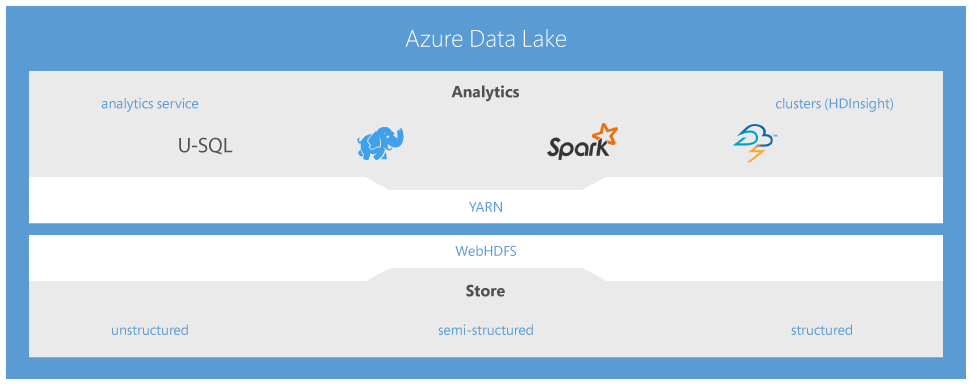 Azure Data Lake
Analytics
analytics service
clusters (HDInsight)
U-SQL
Spark
YARN
WebHDFS
Store
unstructured
semi-structured
structured